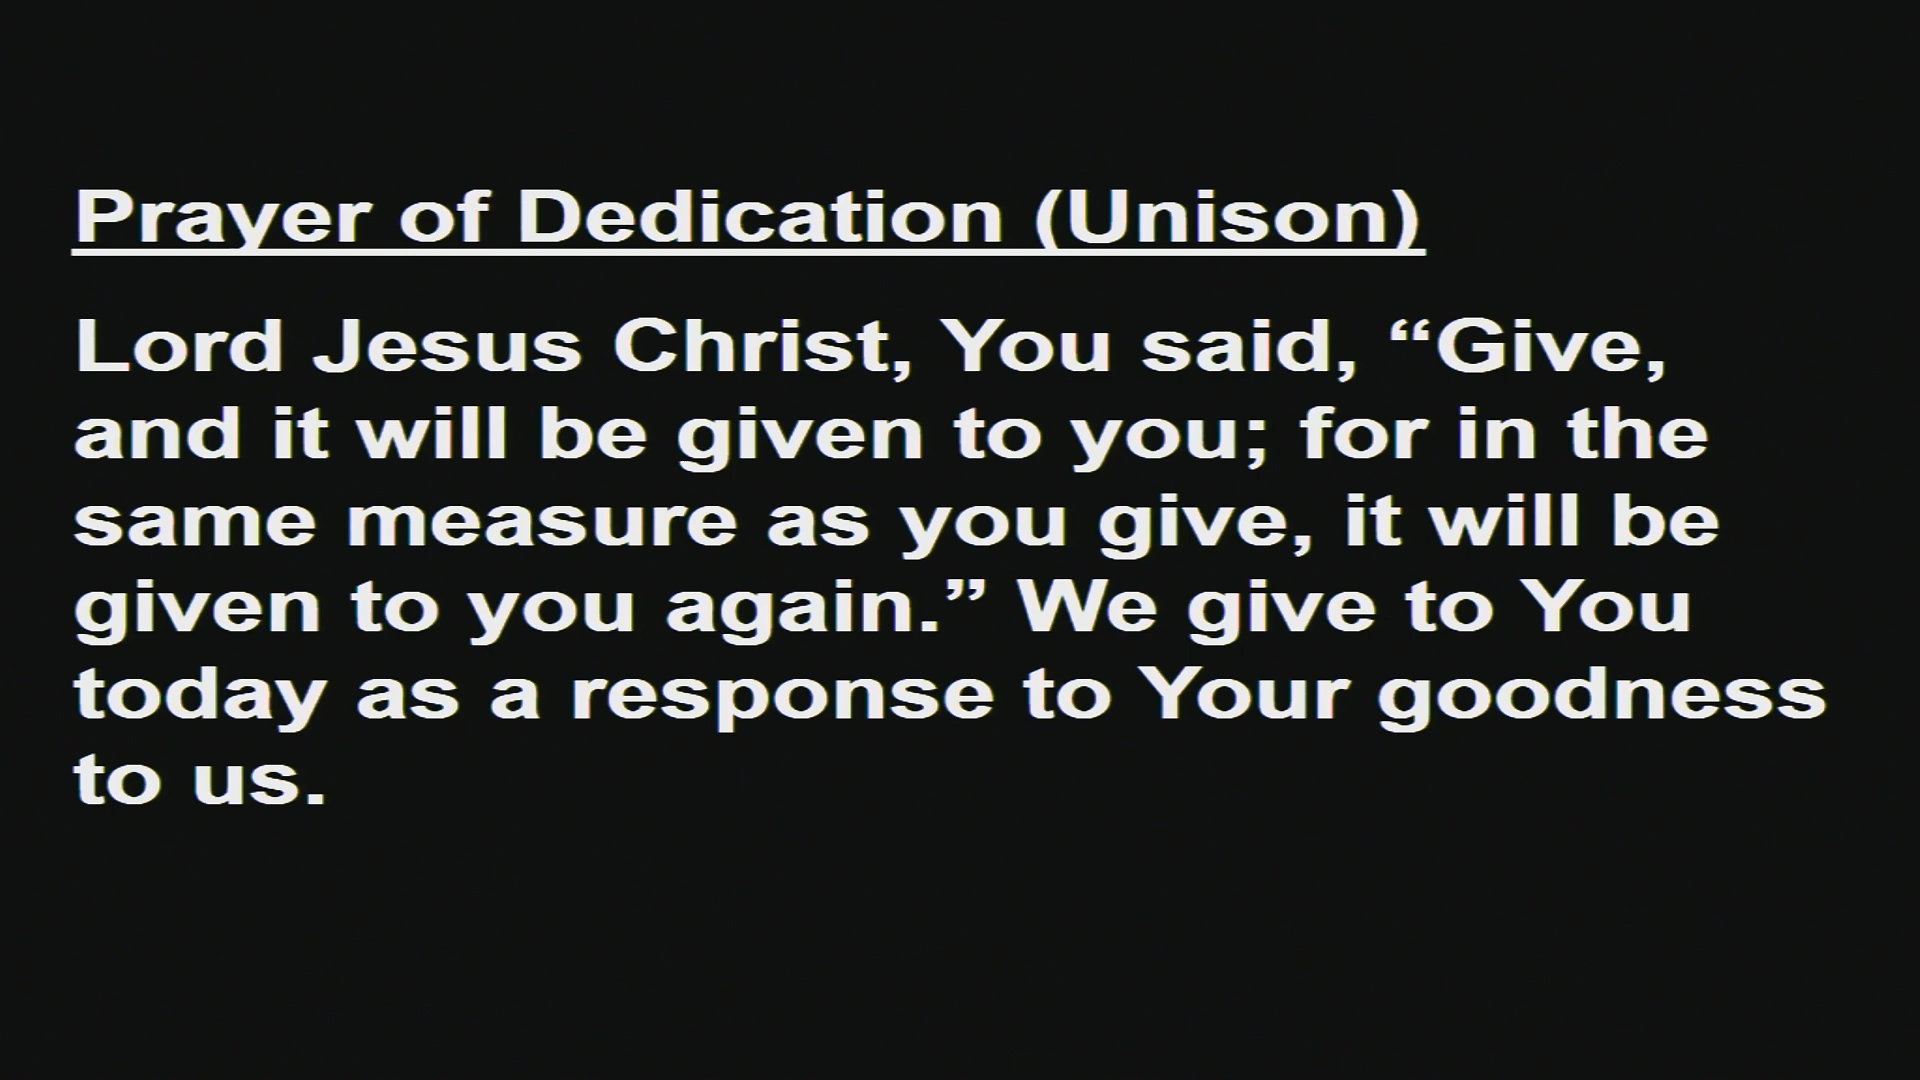 Prayer of Dedication (Unison)
Lord Jesus Christ, You said, “Give,
and it will be given to you; for in the
same measure as you give, it will be
given to you again.” We give to You
today as a response to Your goodness
to us.